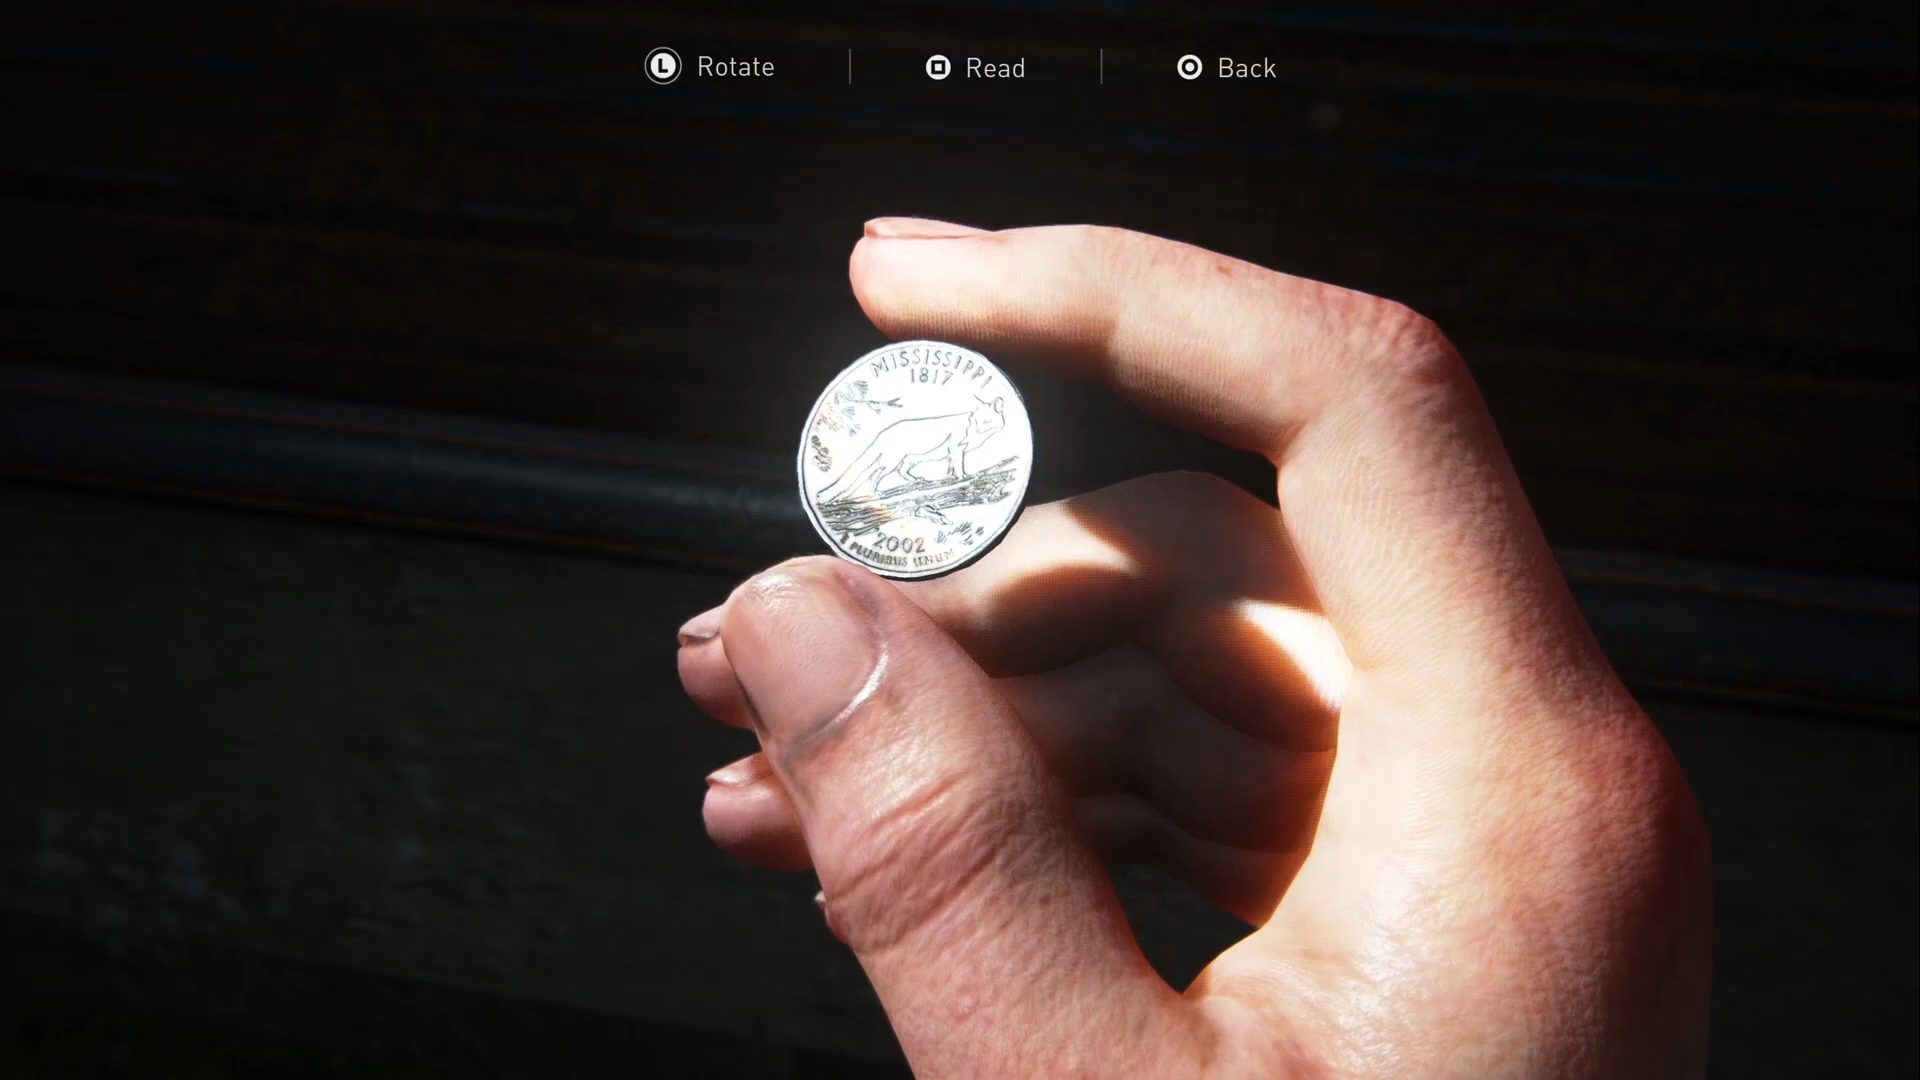 L Rotate
Read
Back
MISSISSIPPI
1817
2002
E PLURIBUS UNUM